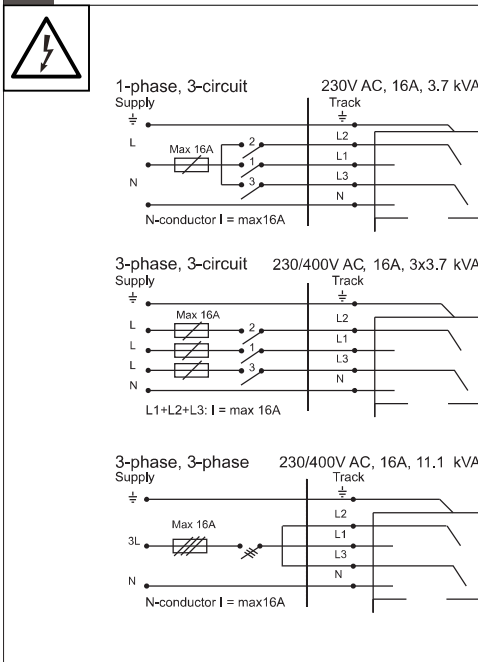 1-phase, 3-circuit 230V AC, 16A, 3.7 kVA
Supply Track
L2
L Max 16A 2
1 L1
3 L3
N N
N-conductor I = max16A
3-phase, 3-circuit 230/400V AC, 16A, 3x3.7 kVA
Supply Track
Max 16A L2
L 2
L 1 L1
L 3 L3
N N
L1+L2+L3: I = max 16A
3-phase, 3-phase 230/400V AC, 16A, 11.1 kVA
Supply Track
L2
Max 16A
3L L1
L3
N N
N-conductor I = max16A